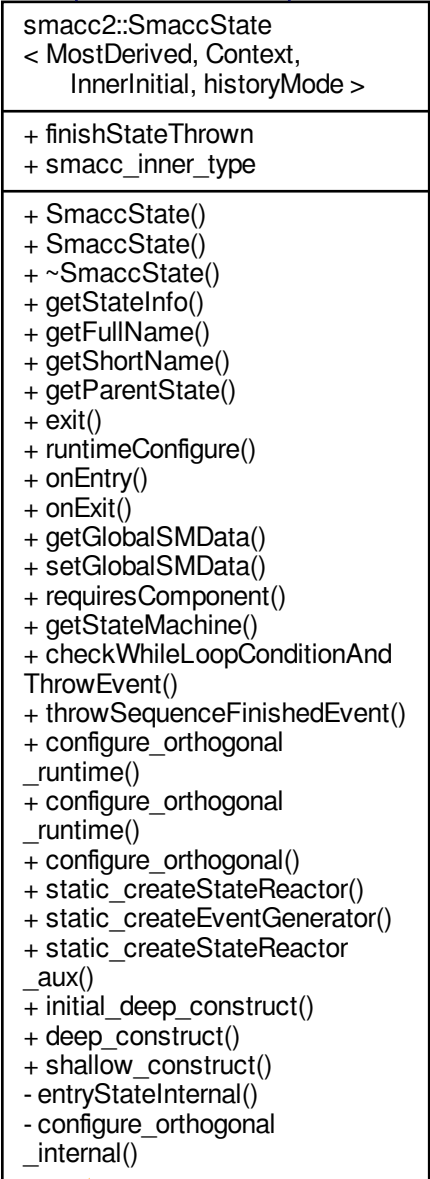 smacc2::SmaccState
< MostDerived, Context,
InnerInitial, historyMode >
+ finishStateThrown
+ smacc_inner_type
+ SmaccState()
+ SmaccState()
+ ~SmaccState()
+ getStateInfo()
+ getFullName()
+ getShortName()
+ getParentState()
+ exit()
+ runtimeConfigure()
+ onEntry()
+ onExit()
+ getGlobalSMData()
+ setGlobalSMData()
+ requiresComponent()
+ getStateMachine()
+ checkWhileLoopConditionAnd
ThrowEvent()
+ throwSequenceFinishedEvent()
+ configure_orthogonal
_runtime()
+ configure_orthogonal
_runtime()
+ configure_orthogonal()
+ static_createStateReactor()
+ static_createEventGenerator()
+ static_createStateReactor
_aux()
+ initial_deep_construct()
+ deep_construct()
+ shallow_construct()
- entryStateInternal()
- configure_orthogonal
_internal()